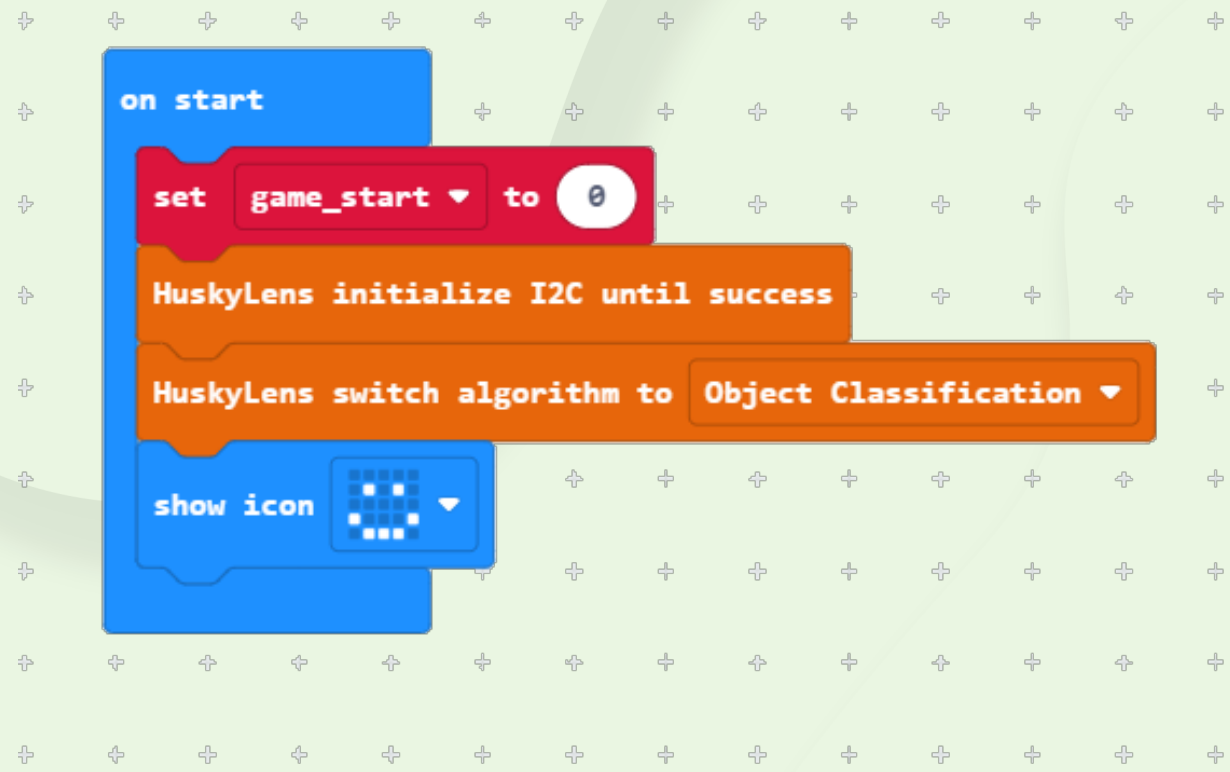 on start
set game_start to 0
HuskyLens initialize I2C until success
HuskyLens switch algorithm to Object Classification
show icon